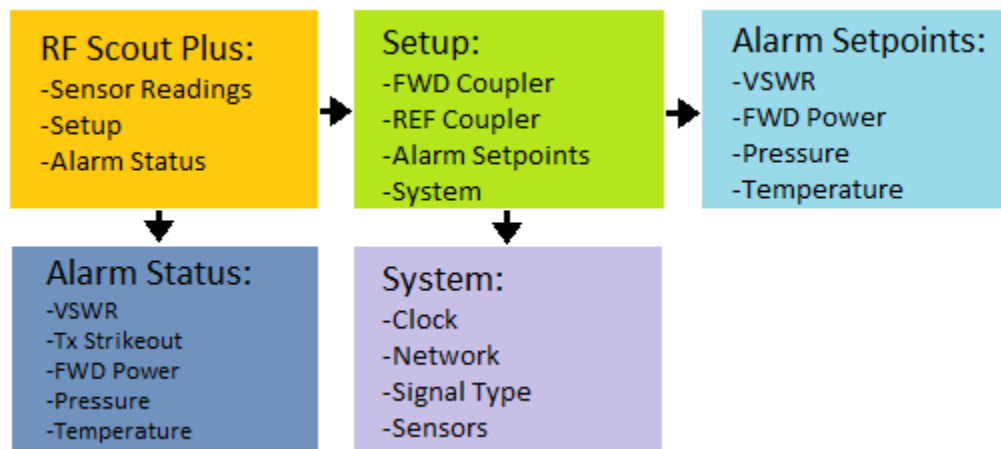 RF Scout Plus:
-Sensor Readings
-Setup
-Alarm Status
Setup:
-FWD Coupler
-REF Coupler
-Alarm Setpoints
-System
Alarm Setpoints:
-VSWR
-FWD Power
-Pressure
-Temperature
Alarm Status:
-VSWR
-Tx Strikeout
-FWD Power
-Pressure
-Temperature
System:
-Clock
-Network
-Signal Type
-Sensors